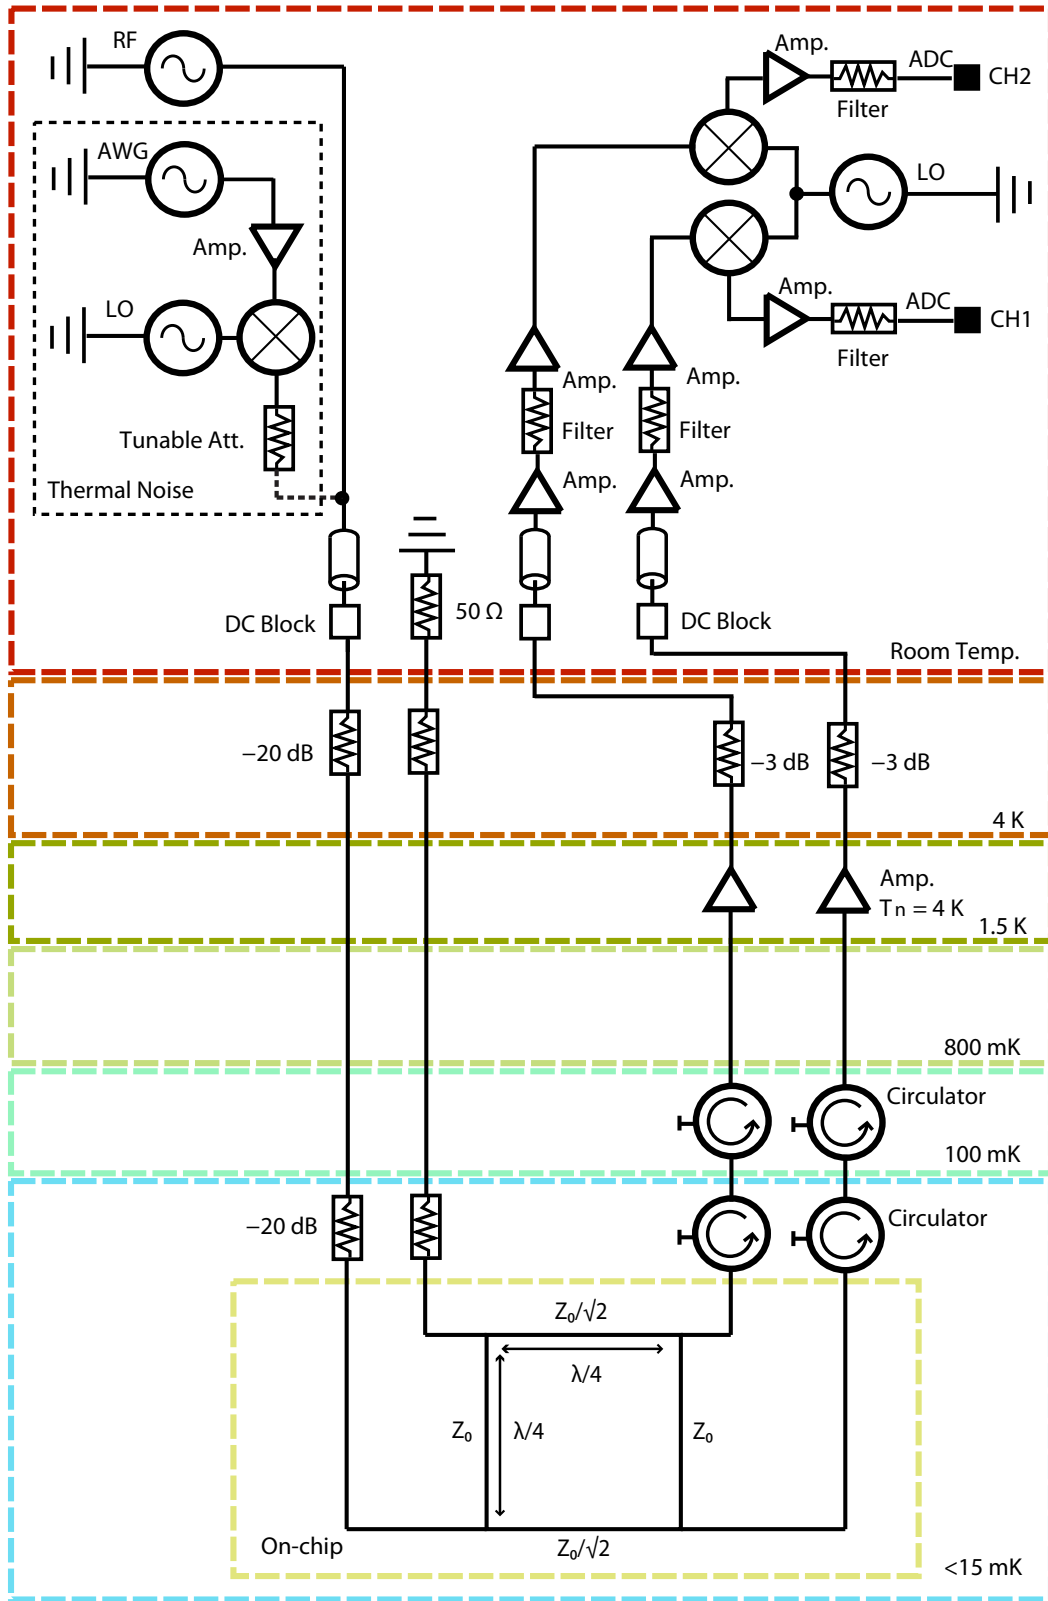 RF
Amp.
ADC
CH2
Filter
AWG
LO
Amp.
LO
Amp.
ADC
CH1
Filter
Tunable Att.
Thermal Noise
Amp.
Amp.
Filter
Filter
Amp.
Amp.
DC Block
50 Ω
DC Block
Room Temp.
−20 dB
−3 dB
−3 dB
4 K
Amp.
Tn = 4 K
1.5 K
800 mK
Circulator
100 mK
−20 dB
Circulator
Z₀/√2
λ/4
Z₀
λ/4
Z₀
On-chip
Z₀/√2
<15 mK